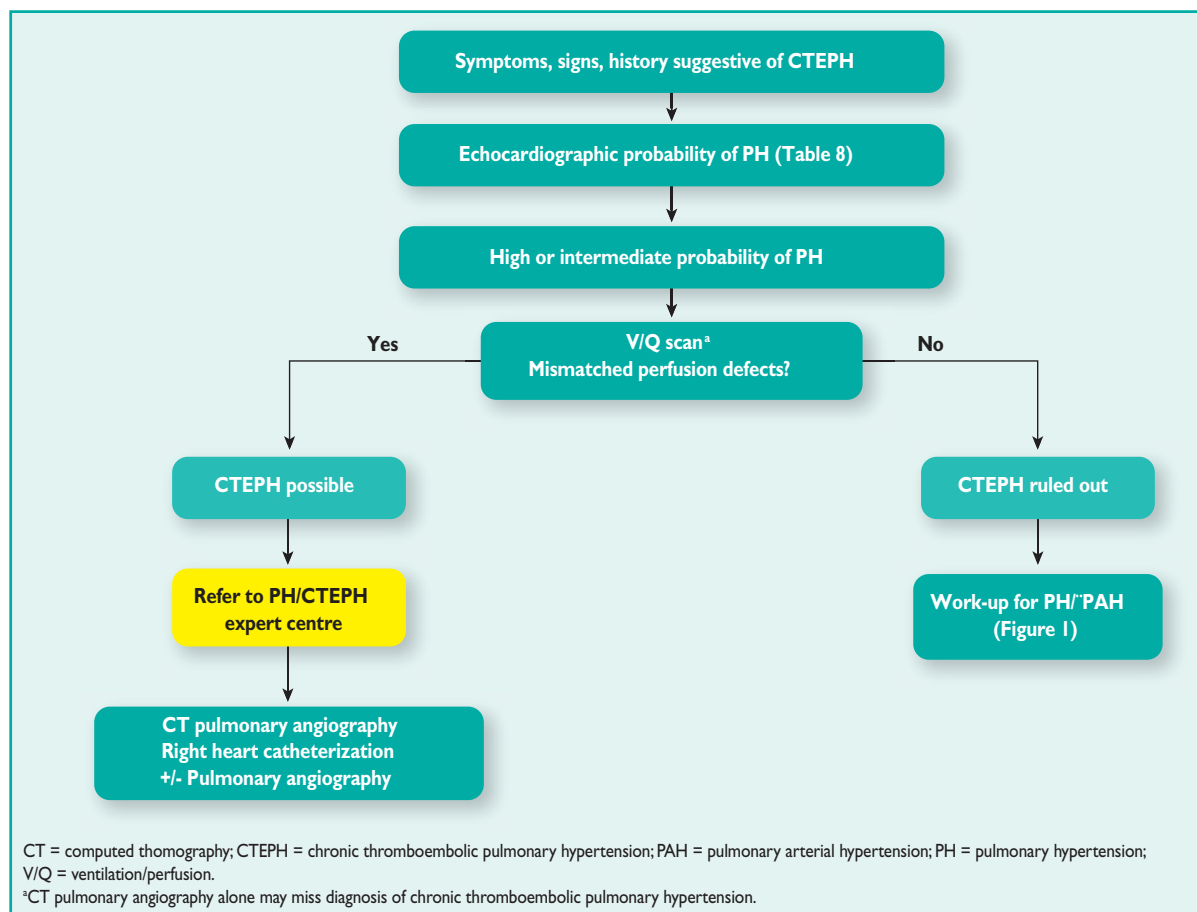 Symptoms, signs, history suggestive of CTEPH
Echocardiographic probability of PH (Table 8)
High or intermediate probability of PH
Yes
V/Q scanᵃ
Mismatched perfusion defects?
No
CTEPH possible
CTEPH ruled out
Refer to PH/CTEPH
expert centre
Work-up for PH/¨PAH
(Figure 1)
CT pulmonary angiography
Right heart catheterization
+/- Pulmonary angiography
CT = computed thomography; CTEPH = chronic thromboembolic pulmonary hypertension; PAH = pulmonary arterial hypertension; PH = pulmonary hypertension;
V/Q = ventilation/perfusion.
ᵃCT pulmonary angiography alone may miss diagnosis of chronic thromboembolic pulmonary hypertension.